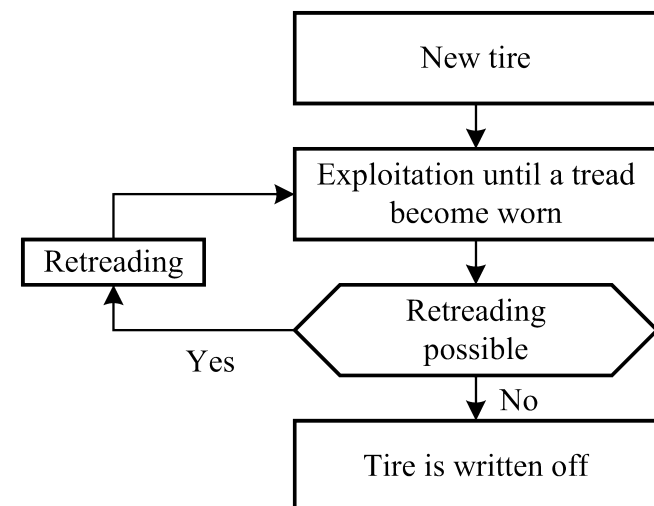 New tire
Exploitation until a tread
become worn
Retreading
Retreading
possible
Yes
No
Tire is written off